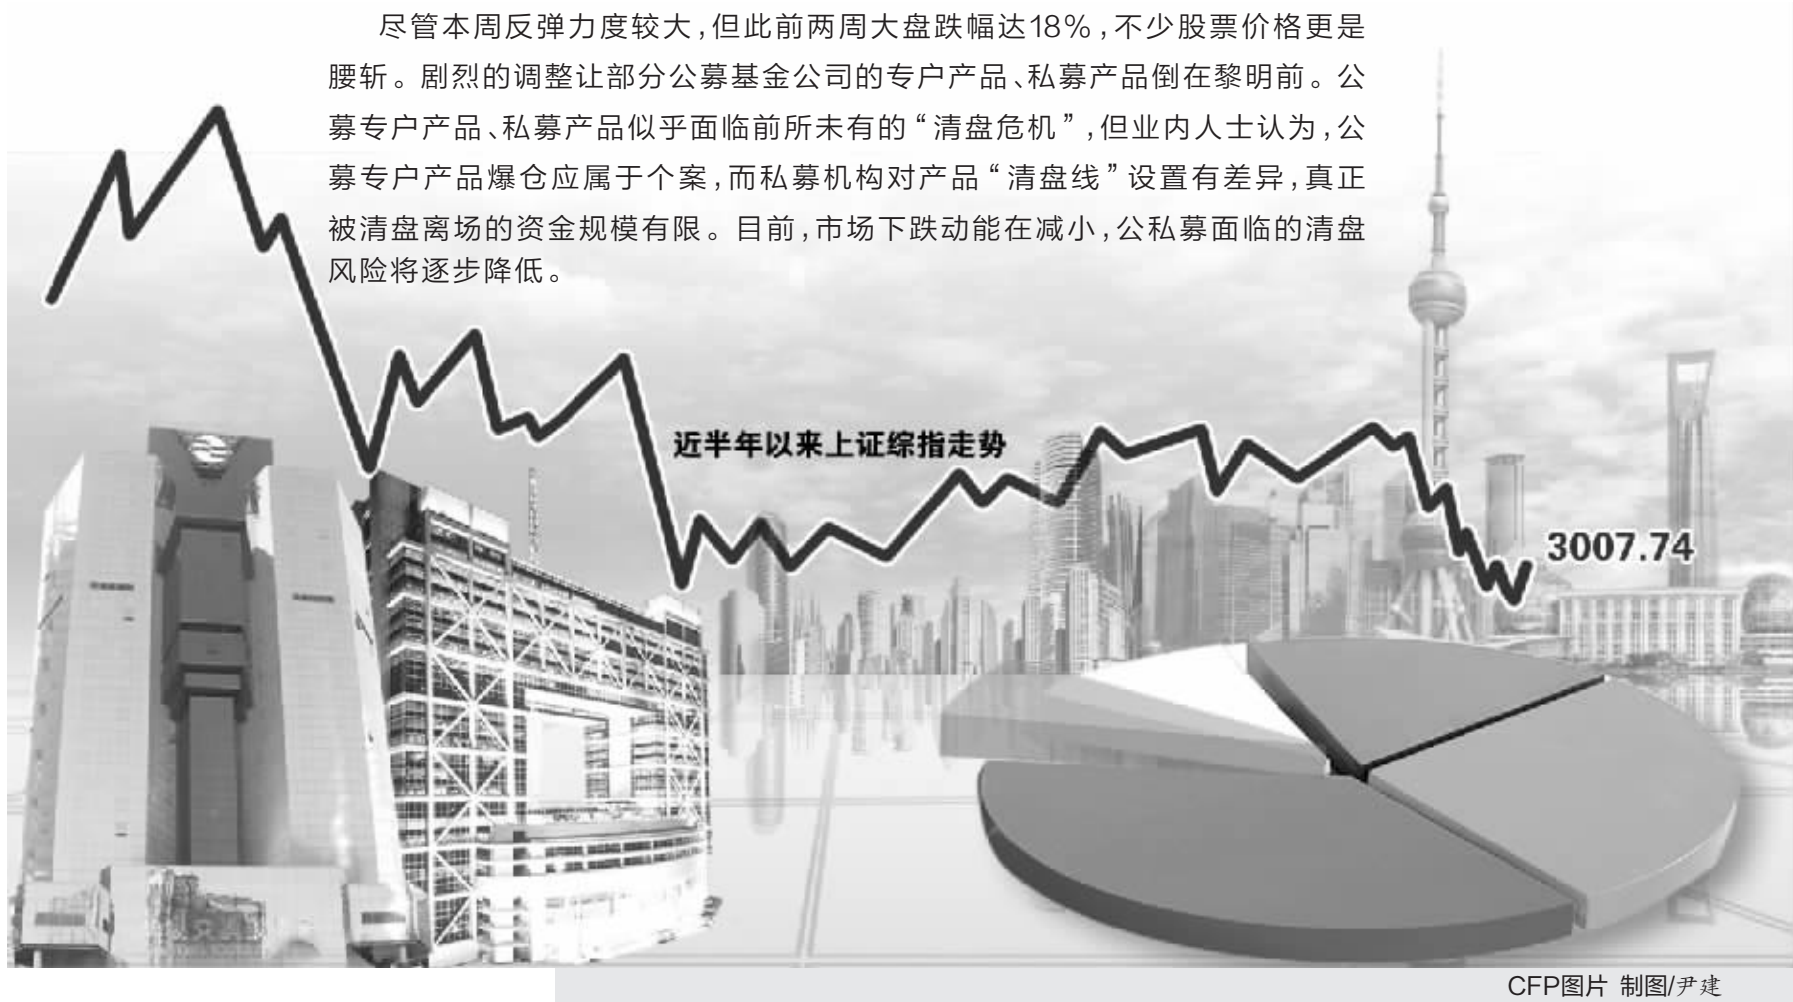 尽管本周反弹力度较大，但此前两周大盘跌幅达18%，不少股票价格更是
腰斩。剧烈的调整让部分公募基金公司的专户产品、私募产品倒在黎明前。公
募专户产品、私募产品似乎面临前所未有的“清盘危机”，但业内人士认为，公
募专户产品爆仓应属于个案，而私募机构对产品“清盘线”设置有差异，真正
被清盘离场的资金规模有限。目前，市场下跌动能在减小，公私募面临的清盘
风险将逐步降低。
近半年以来上证综指走势
3007.74
CFP图片 制图/尹建